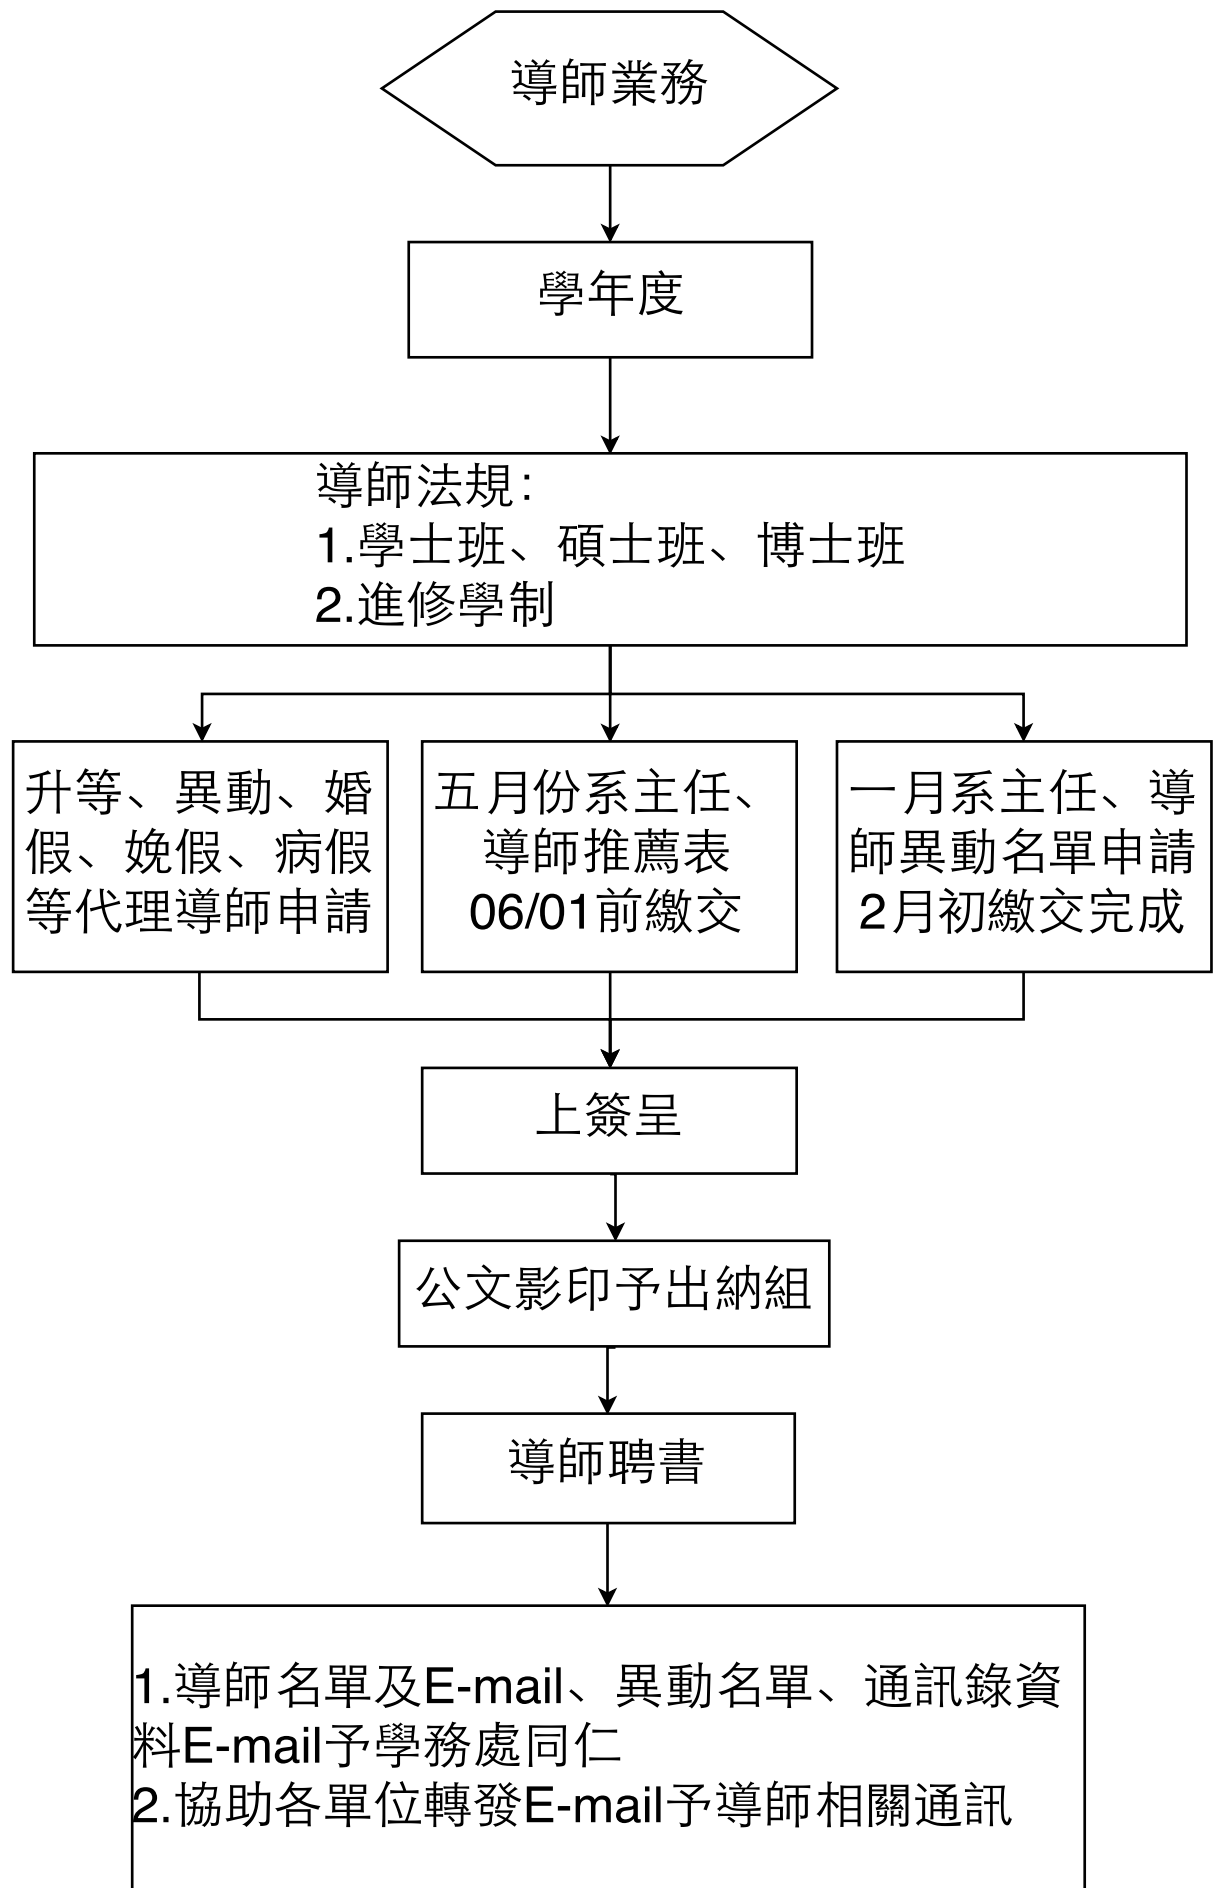 導師業務
學年度
導師法規:
1.學士班、碩士班、博士班
2.進修學制
升等、異動、婚
假、娩假、病假
等代理導師申請
五月份系主任、
導師推薦表
06/01前繳交
一月系主任、導
師異動名單申請
2月初繳交完成
上簽呈
公文影印予出納組
導師聘書
1.導師名單及E-mail、異動名單、通訊錄資
料E-mail予學務處同仁
2.協助各單位轉發E-mail予導師相關通訊